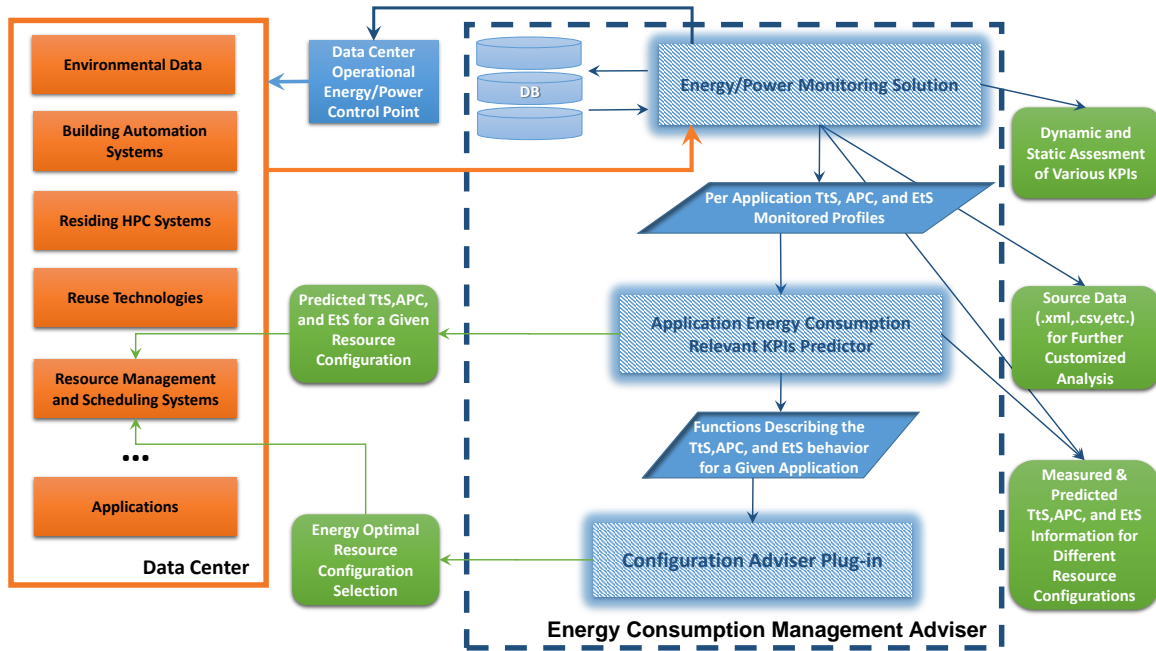 Environmental Data
Building Automation
Systems
Residing HPC Systems
Reuse Technologies
Resource Management
and Scheduling Systems
...
Applications
Data Center
Data Center
Operational
Energy/Power
Control Point
Predicted TtS,APC,
and EtS for a Given
Resource
Configuration
Energy Optimal
Resource
Configuration
Selection
DB
Energy/Power Monitoring Solution
Per Application TtS, APC, and EtS
Monitored Profiles
Application Energy Consumption
Relevant KPIs Predictor
Functions Describing the
TtS,APC, and EtS behavior
for a Given Application
Configuration Adviser Plug-in
Energy Consumption Management Adviser
Dynamic and
Static Assesment
of Various KPIs
Source Data
(.xml,.csv,etc.)
for Further
Customized
Analysis
Measured &
Predicted
TtS,APC, and EtS
Information for
Different
Resource
Configurations